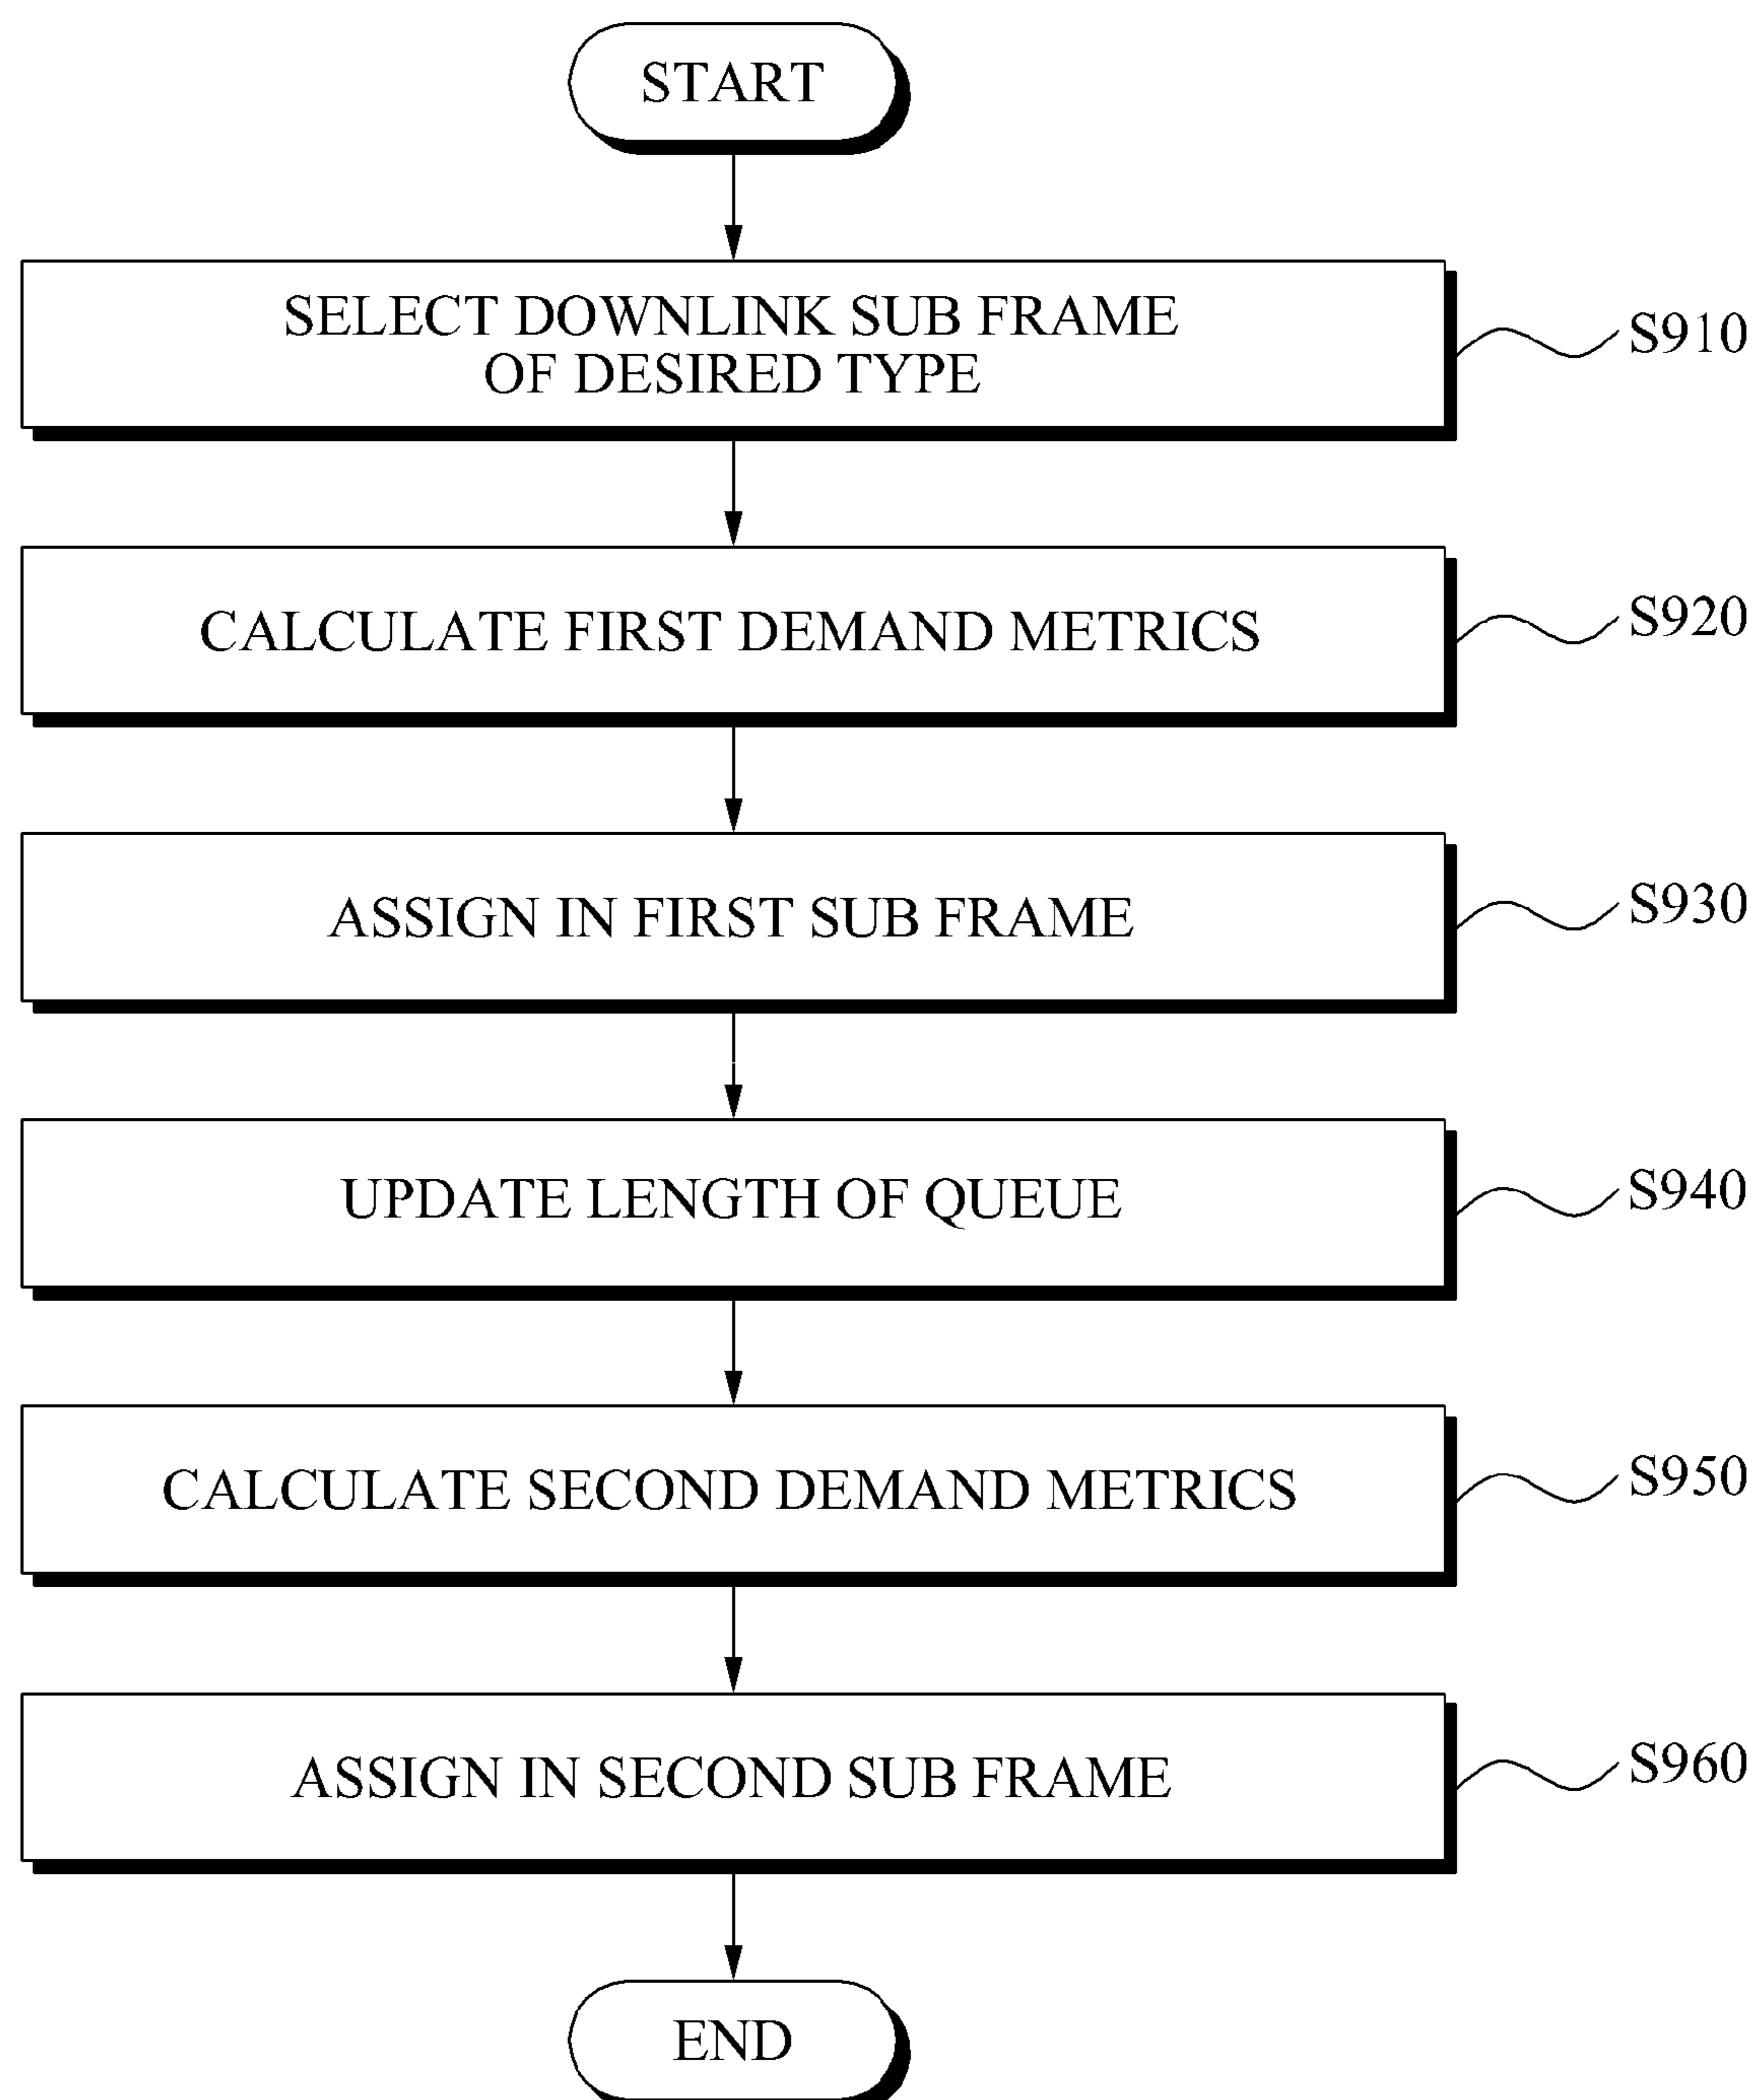 START
SELECT DOWNLINK SUB FRAME
OF DESIRED TYPE
S910
CALCULATE FIRST DEMAND METRICS
S920
ASSIGN IN FIRST SUB FRAME
S930
UPDATE LENGTH OF QUEUE
S940
CALCULATE SECOND DEMAND METRICS
S950
ASSIGN IN SECOND SUB FRAME
S960
END